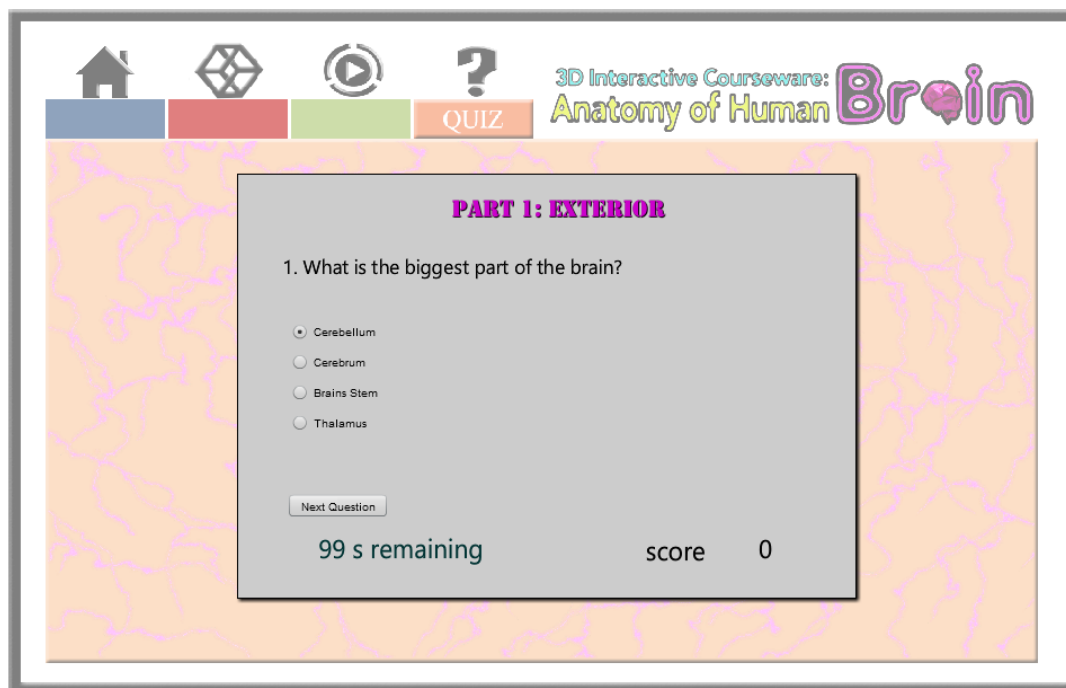 QUIZ
3D Interactive Courseware:
Anatomy of Human Brain
PART 1: EXTERIOR
1. What is the biggest part of the brain?
Cerebellum
Cerebrum
Brains Stem
Thalamus
Next Question
99 s remaining score 0